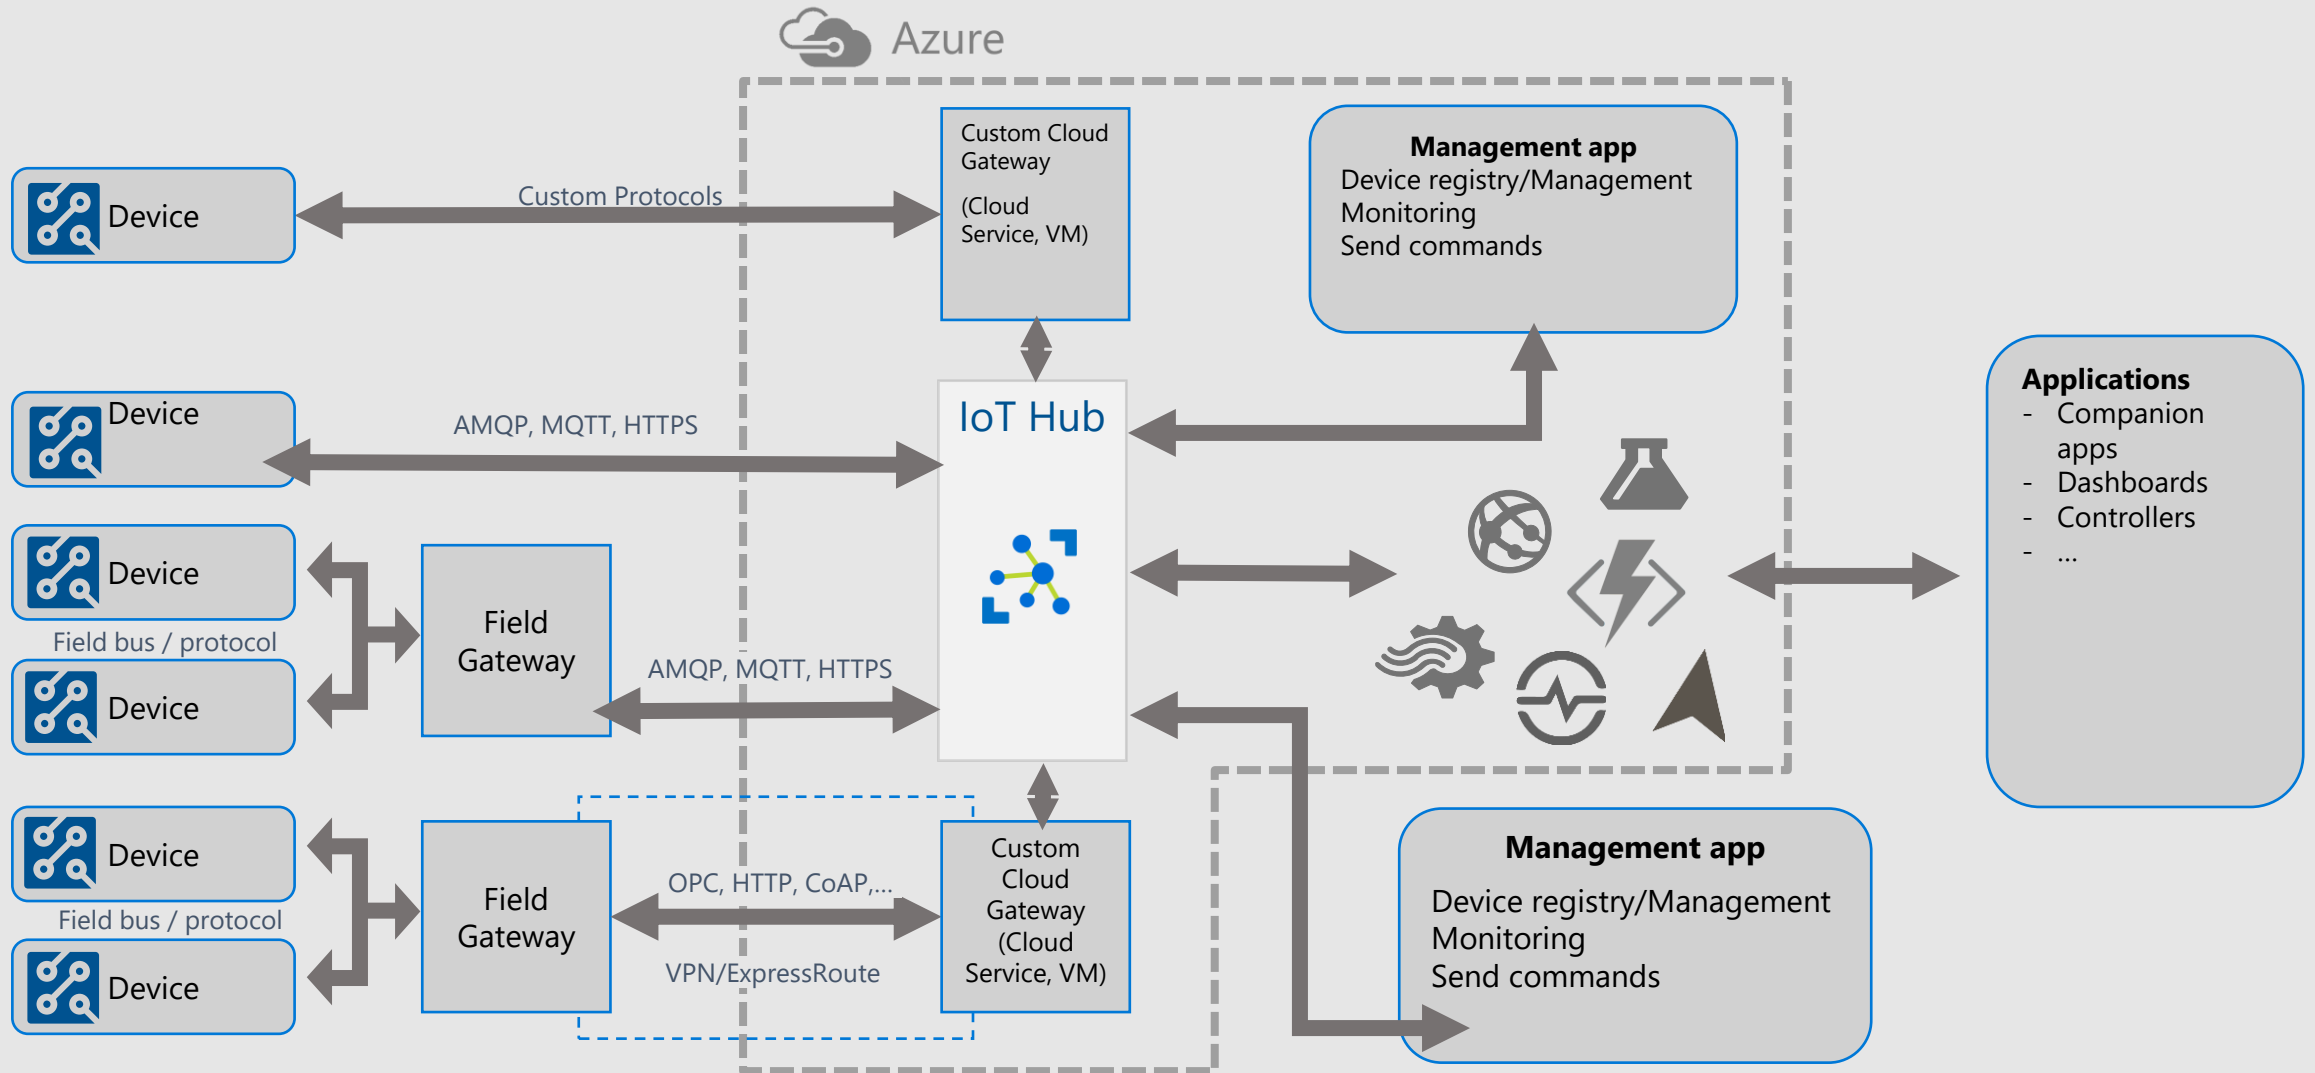 Azure
Custom Cloud
Gateway
(Cloud
Service, VM)
Management app
Device registry/Management
Monitoring
Send commands
Device
Custom Protocols
Applications
- Companion
apps
- Dashboards
- Controllers
- ...
Device
AMQP, MQTT, HTTPS
IoT Hub
Device
Field bus / protocol
Device
Field
Gateway
AMQP, MQTT, HTTPS
Device
Field bus / protocol
Device
Field
Gateway
OPC, HTTP, CoAP,...
VPN/ExpressRoute
Custom
Cloud
Gateway
(Cloud
Service, VM)
Management app
Device registry/Management
Monitoring
Send commands